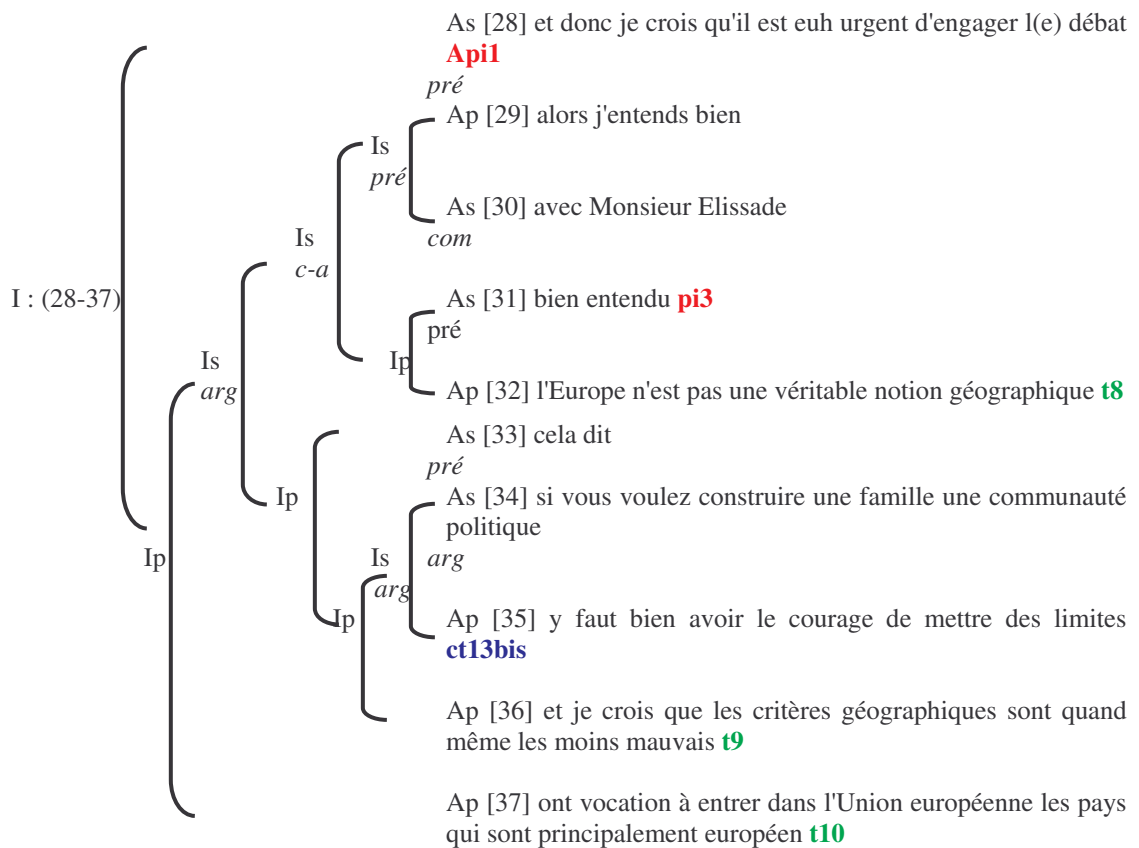 As [28] et donc je crois qu'il est euh urgent d'engager l(e) débat
Api1
pré
Ap [29] alors j'entends bien
Is
pré
As [30] avec Monsieur Elissade
com
Is
c-a
I : (28-37)
As [31] bien entendu pi3
pré
Ip
Is
arg
Ap [32] l'Europe n'est pas une véritable notion géographique t8
As [33] cela dit
pré
Ip
As [34] si vous voulez construire une famille une communauté
politique
Ip
Is
arg
arg
Ip
Ap [35] y faut bien avoir le courage de mettre des limites
ct13bis
Ap [36] et je crois que les critères géographiques sont quand
même les moins mauvais t9
Ap [37] ont vocation à entrer dans l'Union européenne les pays
qui sont principalement européen t10